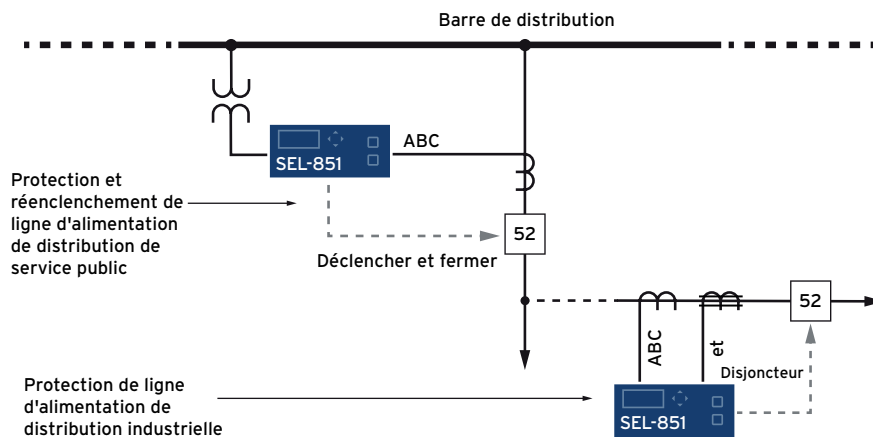 Barre de distribution
ABC
SEL-851
Protection et
réenclenchement de
ligne d'alimentation
de distribution de
service public
52
Déclencher et fermer
52
ABC
et
Disjoncteur
Protection de ligne
d'alimentation de
distribution industrielle
SEL-851